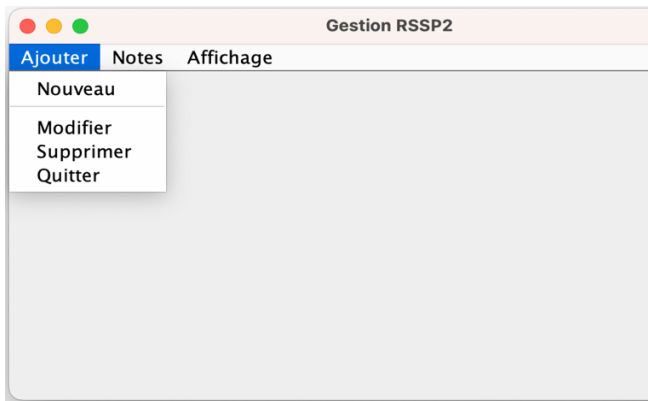 Gestion RSSP2
Ajouter Notes Affichage
Nouveau
Modifier
Supprimer
Quitter